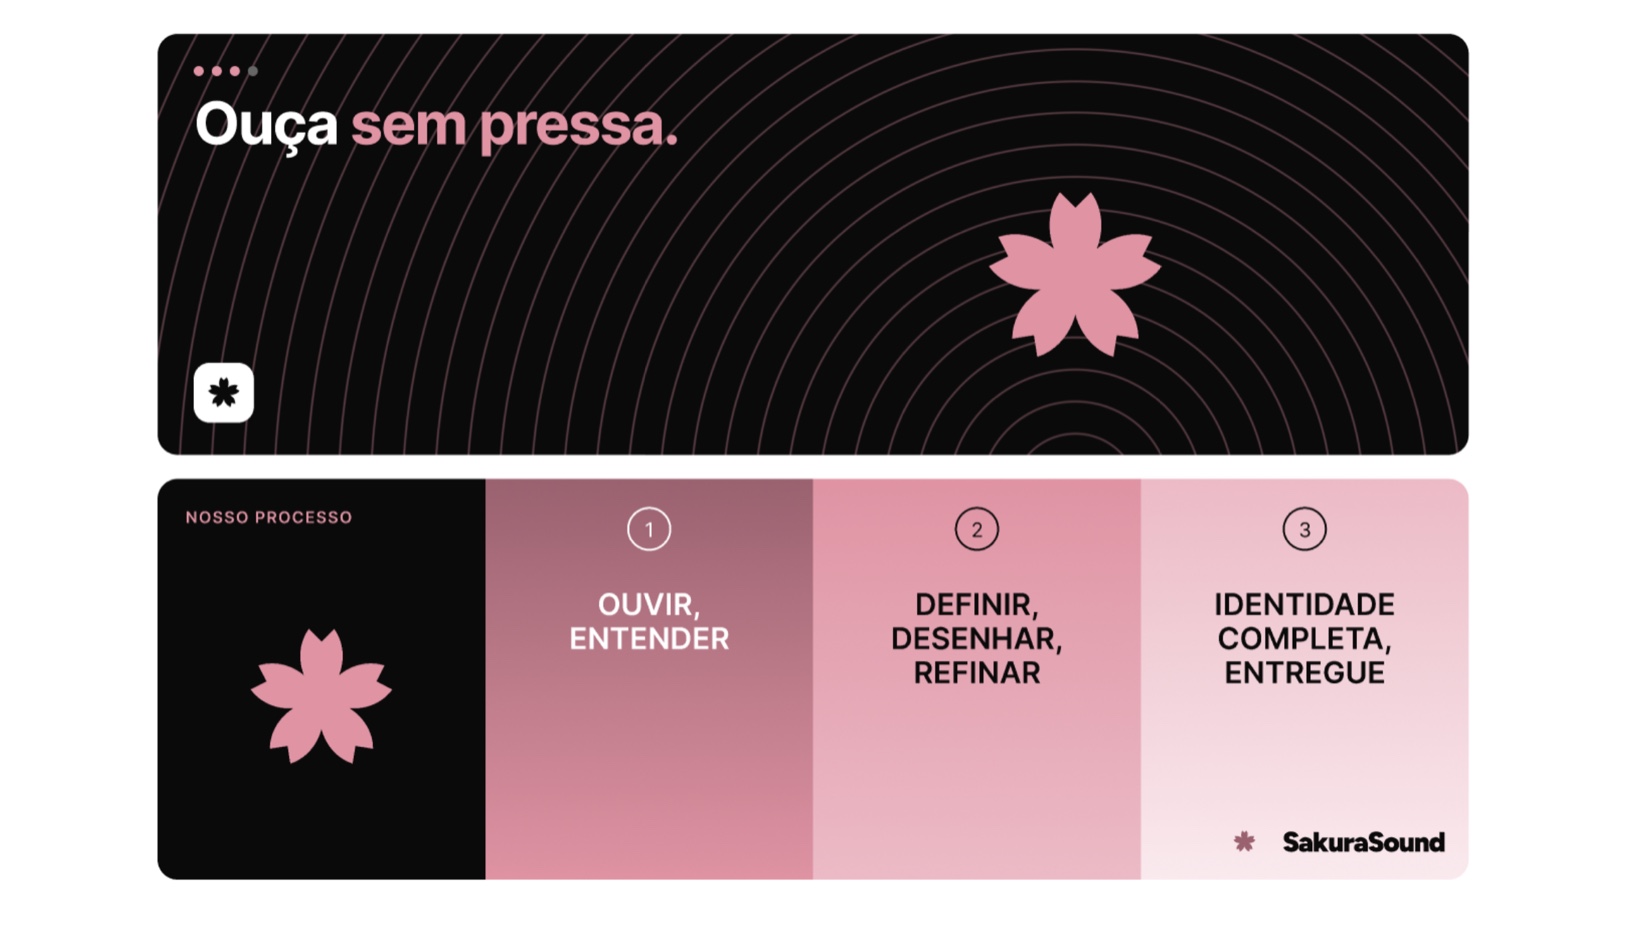 Ouça sem pressa.
NOSSO PROCESSO
1
OUVIR,
ENTENDER
2
DEFINIR,
DESENHAR,
REFINAR
3
IDENTIDADE
COMPLETA,
ENTREGUE
SakuraSound